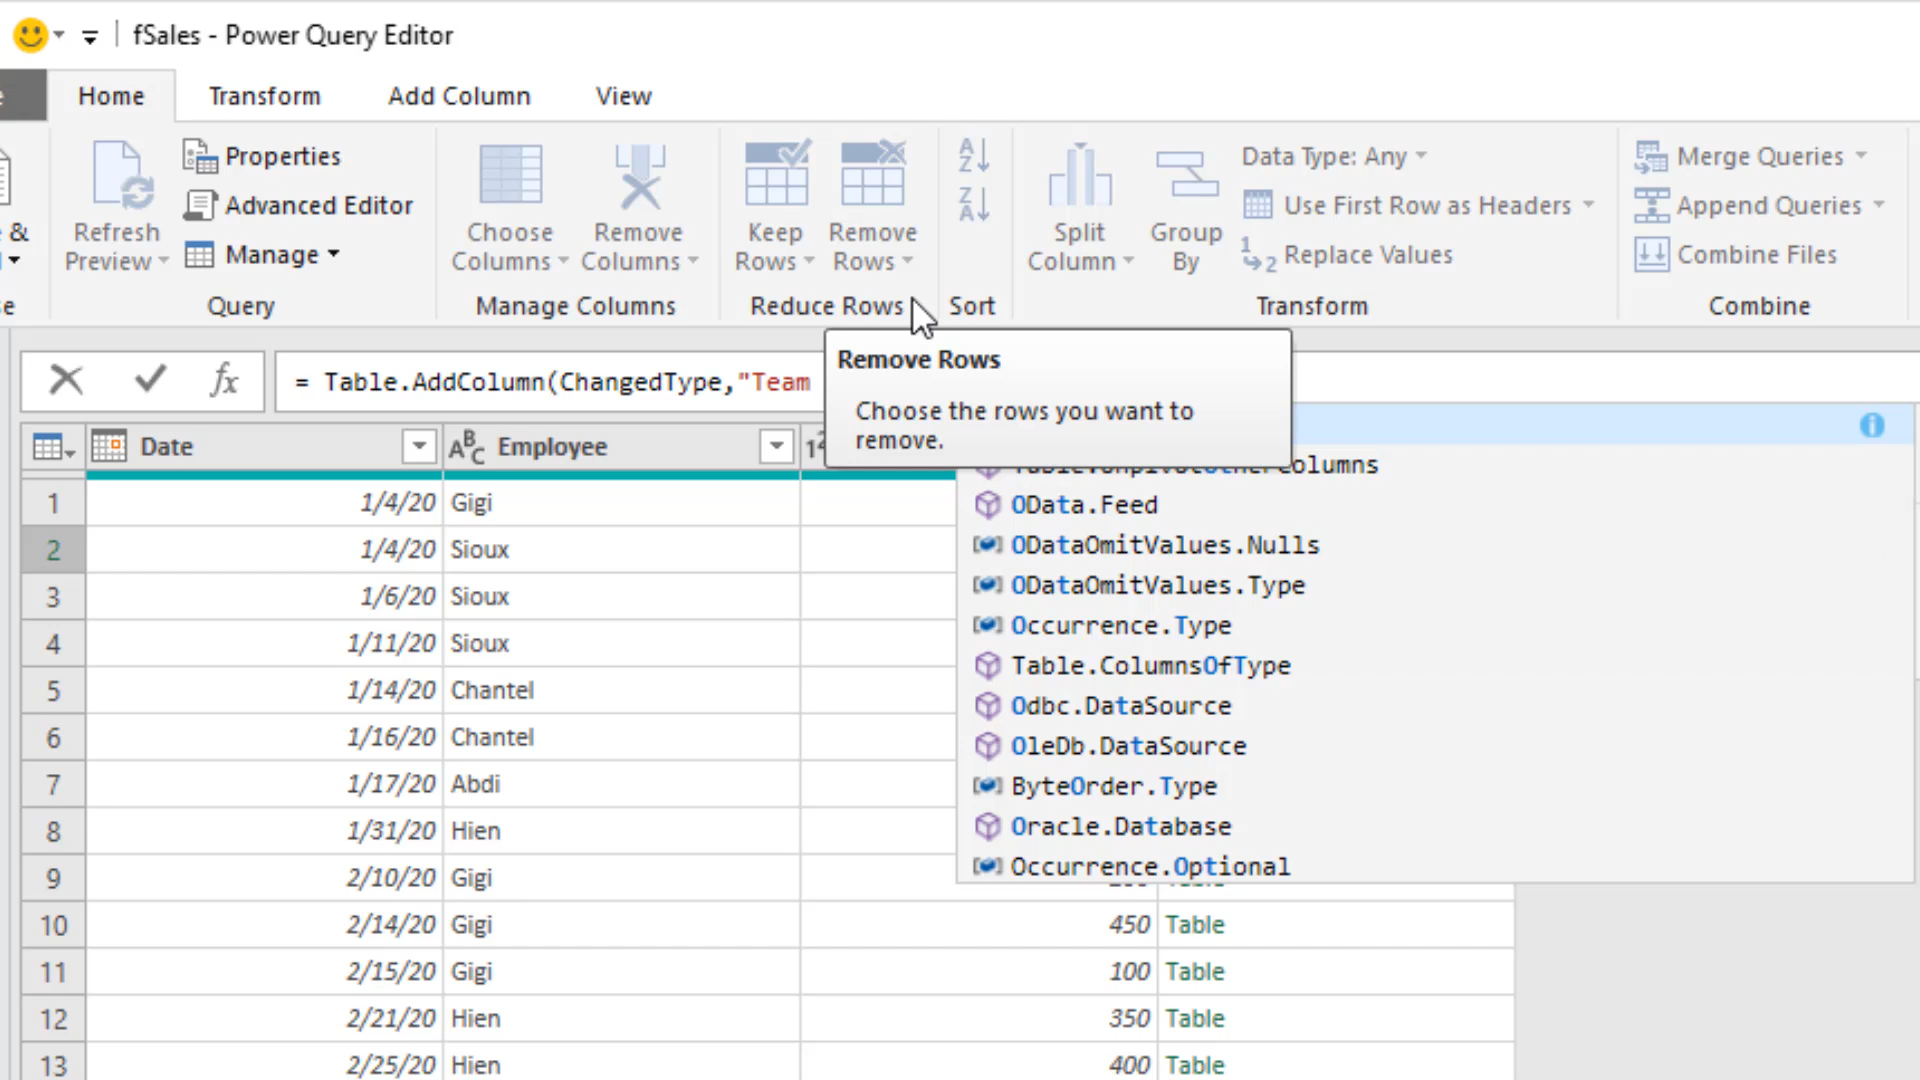 fSales - Power Query Editor
Home Transform Add Column View
Properties
Advanced Editor
Manage
Refresh Preview
Query
Choose Columns
Remove Columns
Manage Columns
Keep Rows
Remove Rows
Reduce Rows
Sort
Split Column
Group By
Data Type: Any
Use First Row as Headers
Replace Values
Transform
Merge Queries
Append Queries
Combine Files
Combine
= Table.AddColumn(ChangedType,"Team
Remove Rows
Choose the rows you want to
remove.
Date Employee
OData.Feed
ODataOmitValues.Nulls
ODataOmitValues.Type
Occurrence.Type
Table.ColumnsOfType
Odbc.DataSource
OleDb.DataSource
ByteOrder.Type
Oracle.Database
Occurrence.Optional
1 1/4/20 Gigi
2 1/4/20 Sioux
3 1/6/20 Sioux
4 1/11/20 Sioux
5 1/14/20 Chantel
6 1/16/20 Chantel
7 1/17/20 Abdi
8 1/31/20 Hien
9 2/10/20 Gigi
10 2/14/20 Gigi 450 Table
11 2/15/20 Gigi 100 Table
12 2/21/20 Hien 350 Table
13 2/25/20 Hien 400 Table